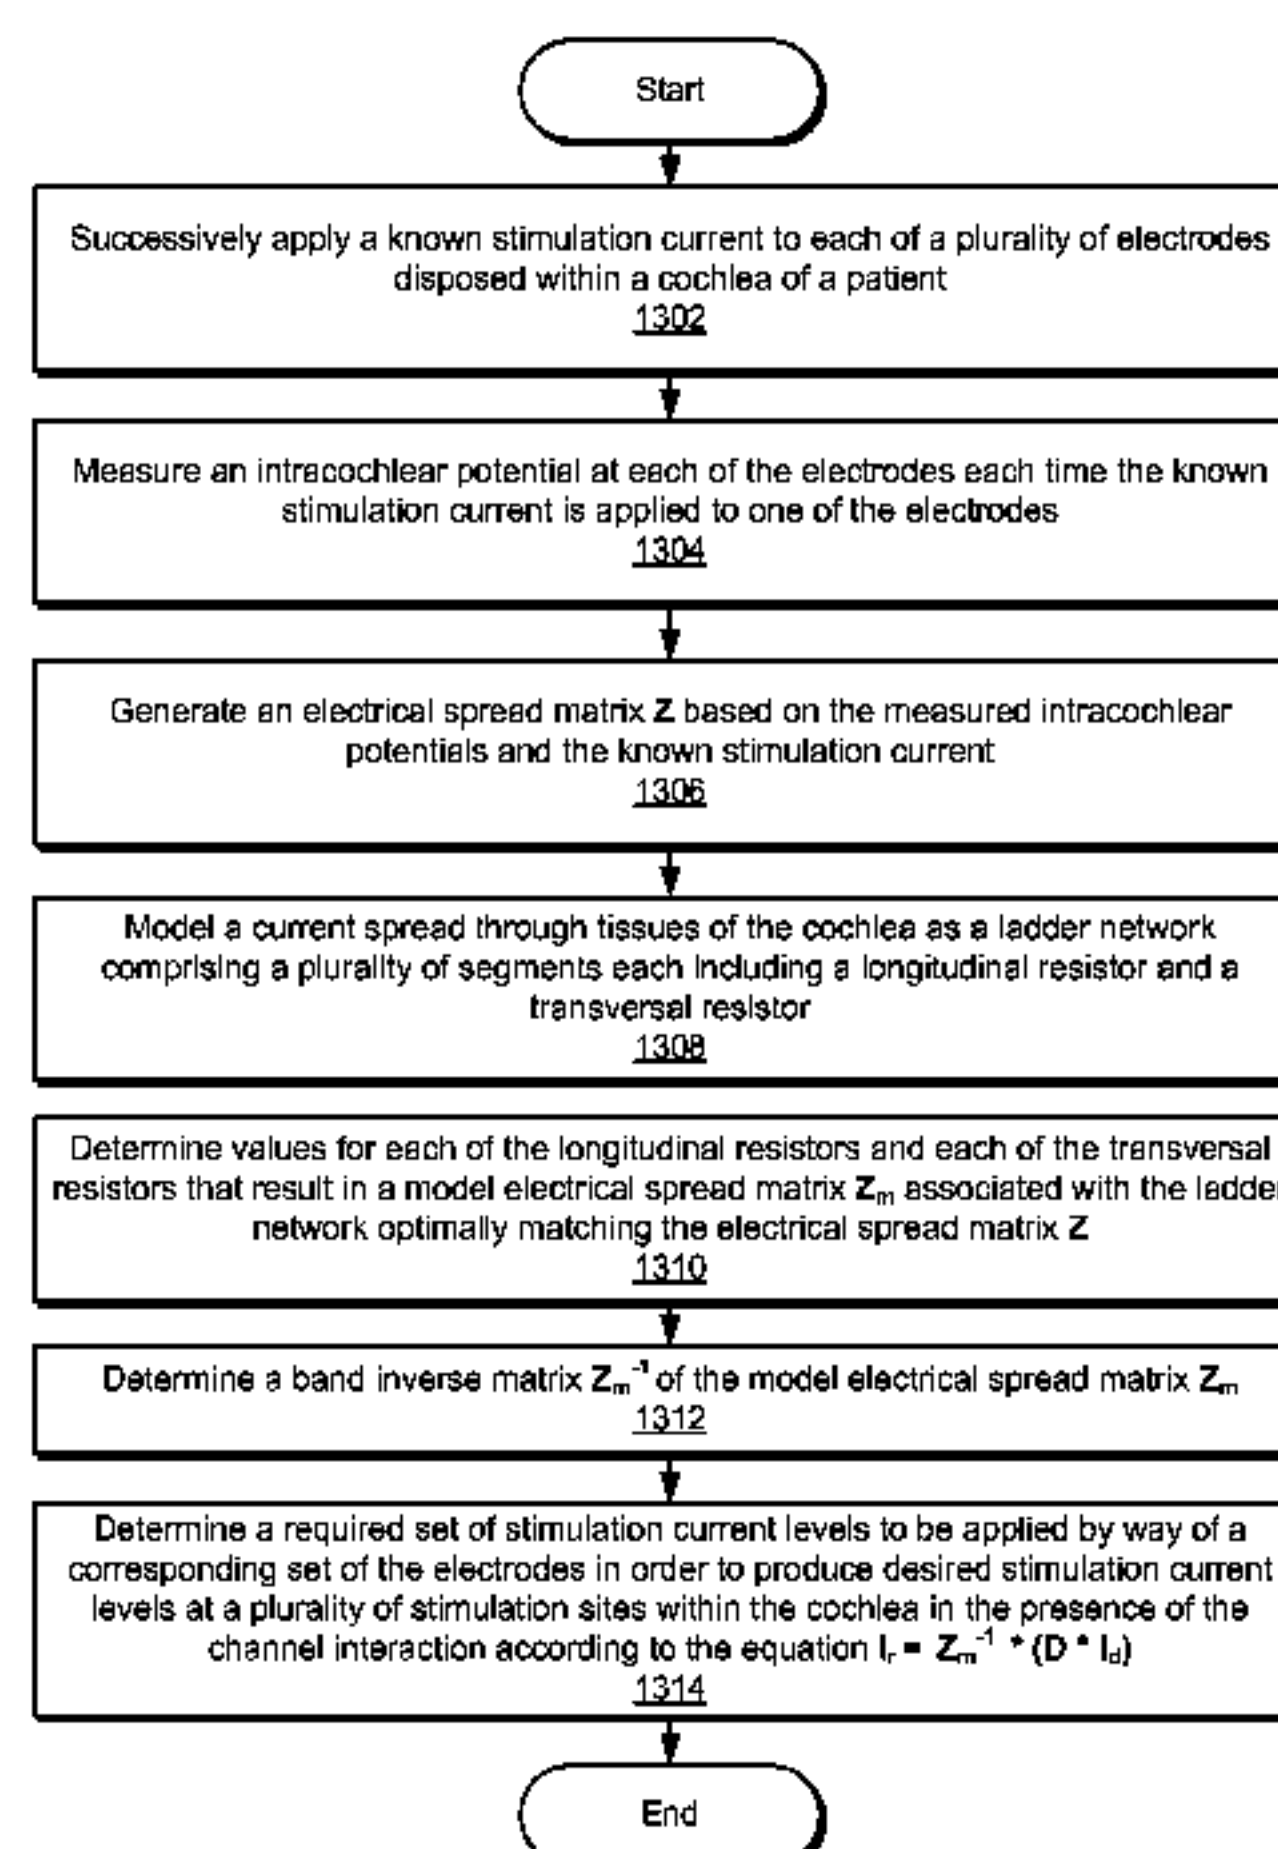 Start
Successively apply a known stimulation current to each of a plurality of electrodes
disposed within a cochlea of a patient
1302
Measure an intracochlear potential at each of the electrodes each time the known
stimulation current is applied to one of the electrodes
1304
Generate an electrical spread matrix Z based on the measured intracochlear
potentials and the known stimulation current
1306
Model a current spread through tissues of the cochlea as a ladder network
comprising a plurality of segments each including a longitudinal resistor and a
transversal resistor
1308
Determine values for each of the longitudinal resistors and each of the transversal
resistors that result in a model electrical spread matrix Zm associated with the ladder
network optimally matching the electrical spread matrix Z
1310
Determine a band inverse matrix Zm⁻¹ of the model electrical spread matrix Zm
1312
Determine a required set of stimulation current levels to be applied by way of a
corresponding set of the electrodes in order to produce desired stimulation current
levels at a plurality of stimulation sites within the cochlea in the presence of the
channel interaction according to the equation Ir = Zm⁻¹ * (D * Id)
1314
End